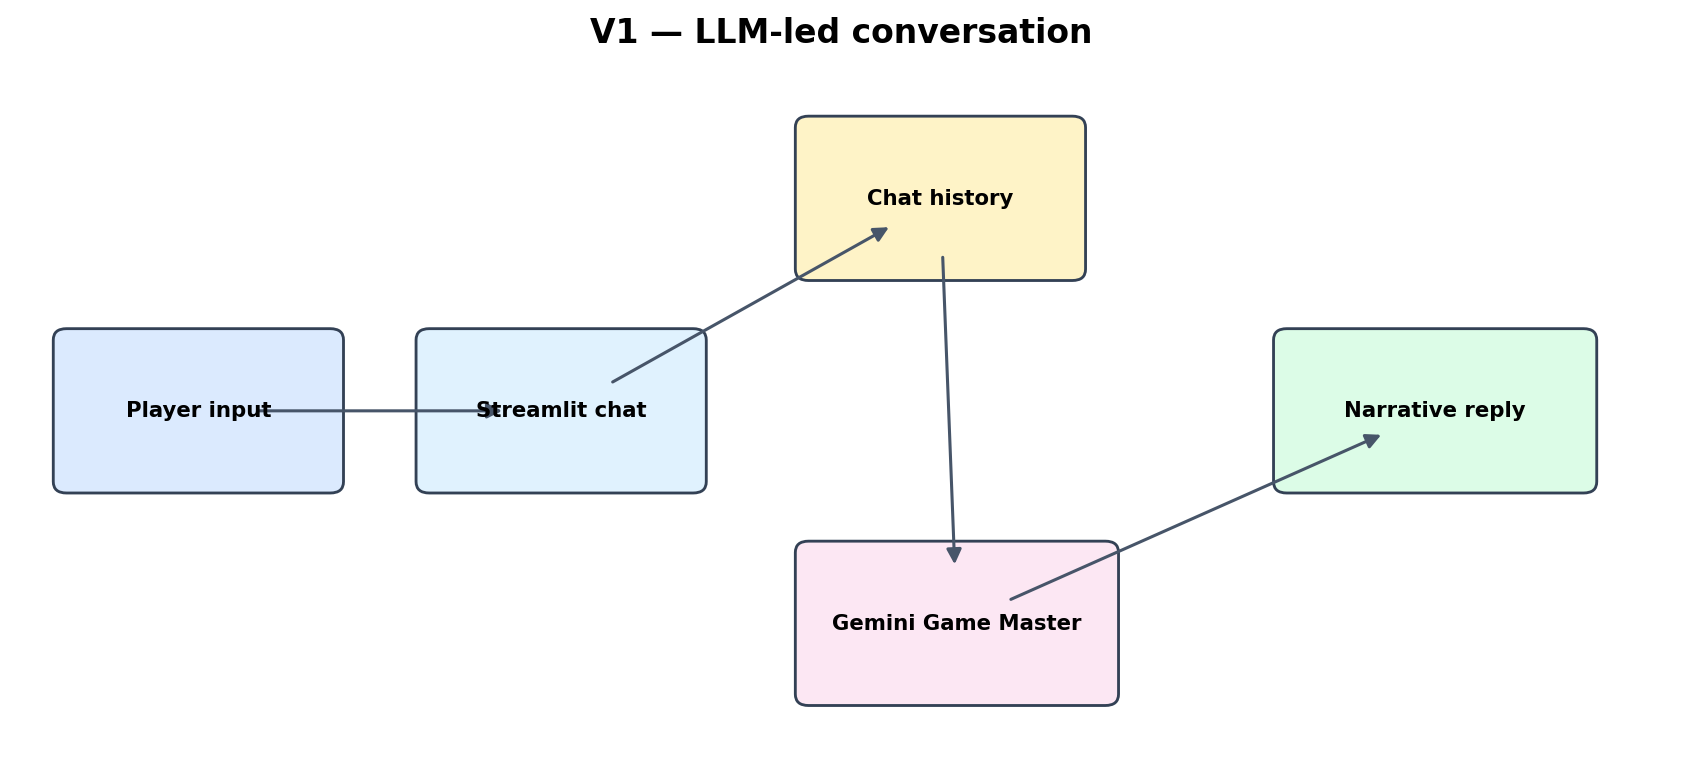 V1 — LLM-led conversation
Chat history
Player input
Streamlit chat
Narrative reply
Gemini Game Master